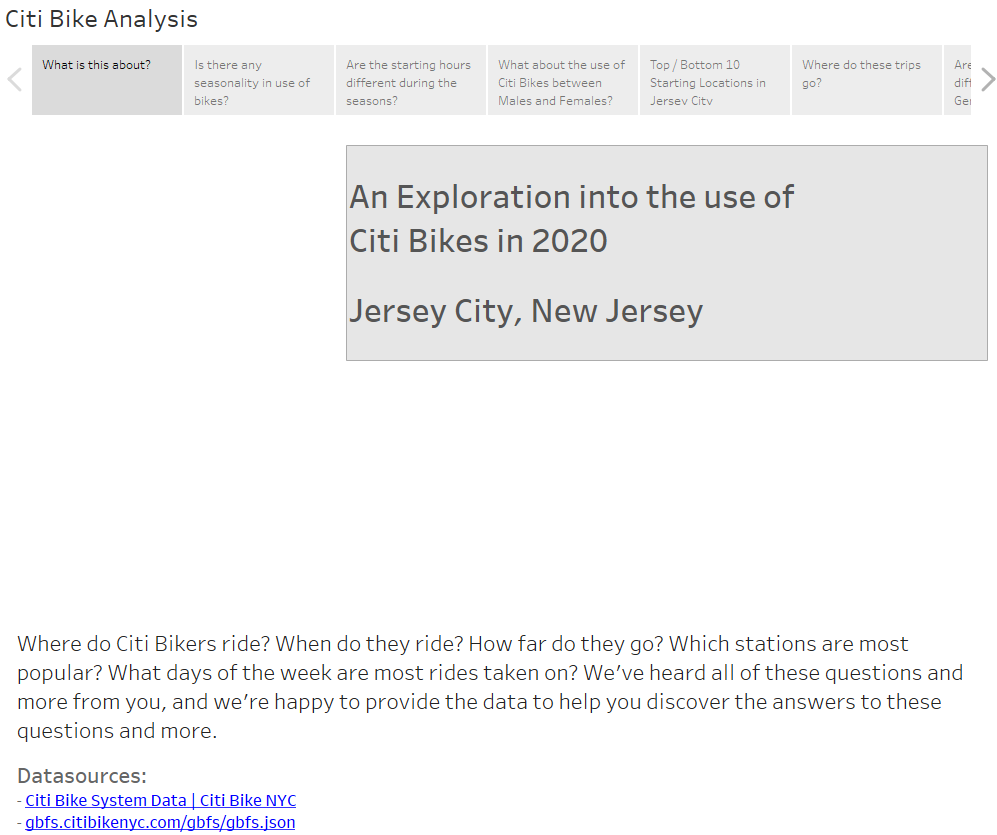 Citi Bike Analysis
What is this about?
Is there any
seasonality in use of
bikes?
Are the starting hours
different during the
seasons?
What about the use of
Citi Bikes between
Males and Females?
Top / Bottom 10
Starting Locations in
Jersey City
Where do these trips
go?
Are
An Exploration into the use of
Citi Bikes in 2020
Jersey City, New Jersey
Where do Citi Bikers ride? When do they ride? How far do they go? Which stations are most
popular? What days of the week are most rides taken on? We’ve heard all of these questions and
more from you, and we’re happy to provide the data to help you discover the answers to these
questions and more.
Datasources:
- Citi Bike System Data | Citi Bike NYC
- gbfs.citibikenyc.com/gbfs/gbfs.json